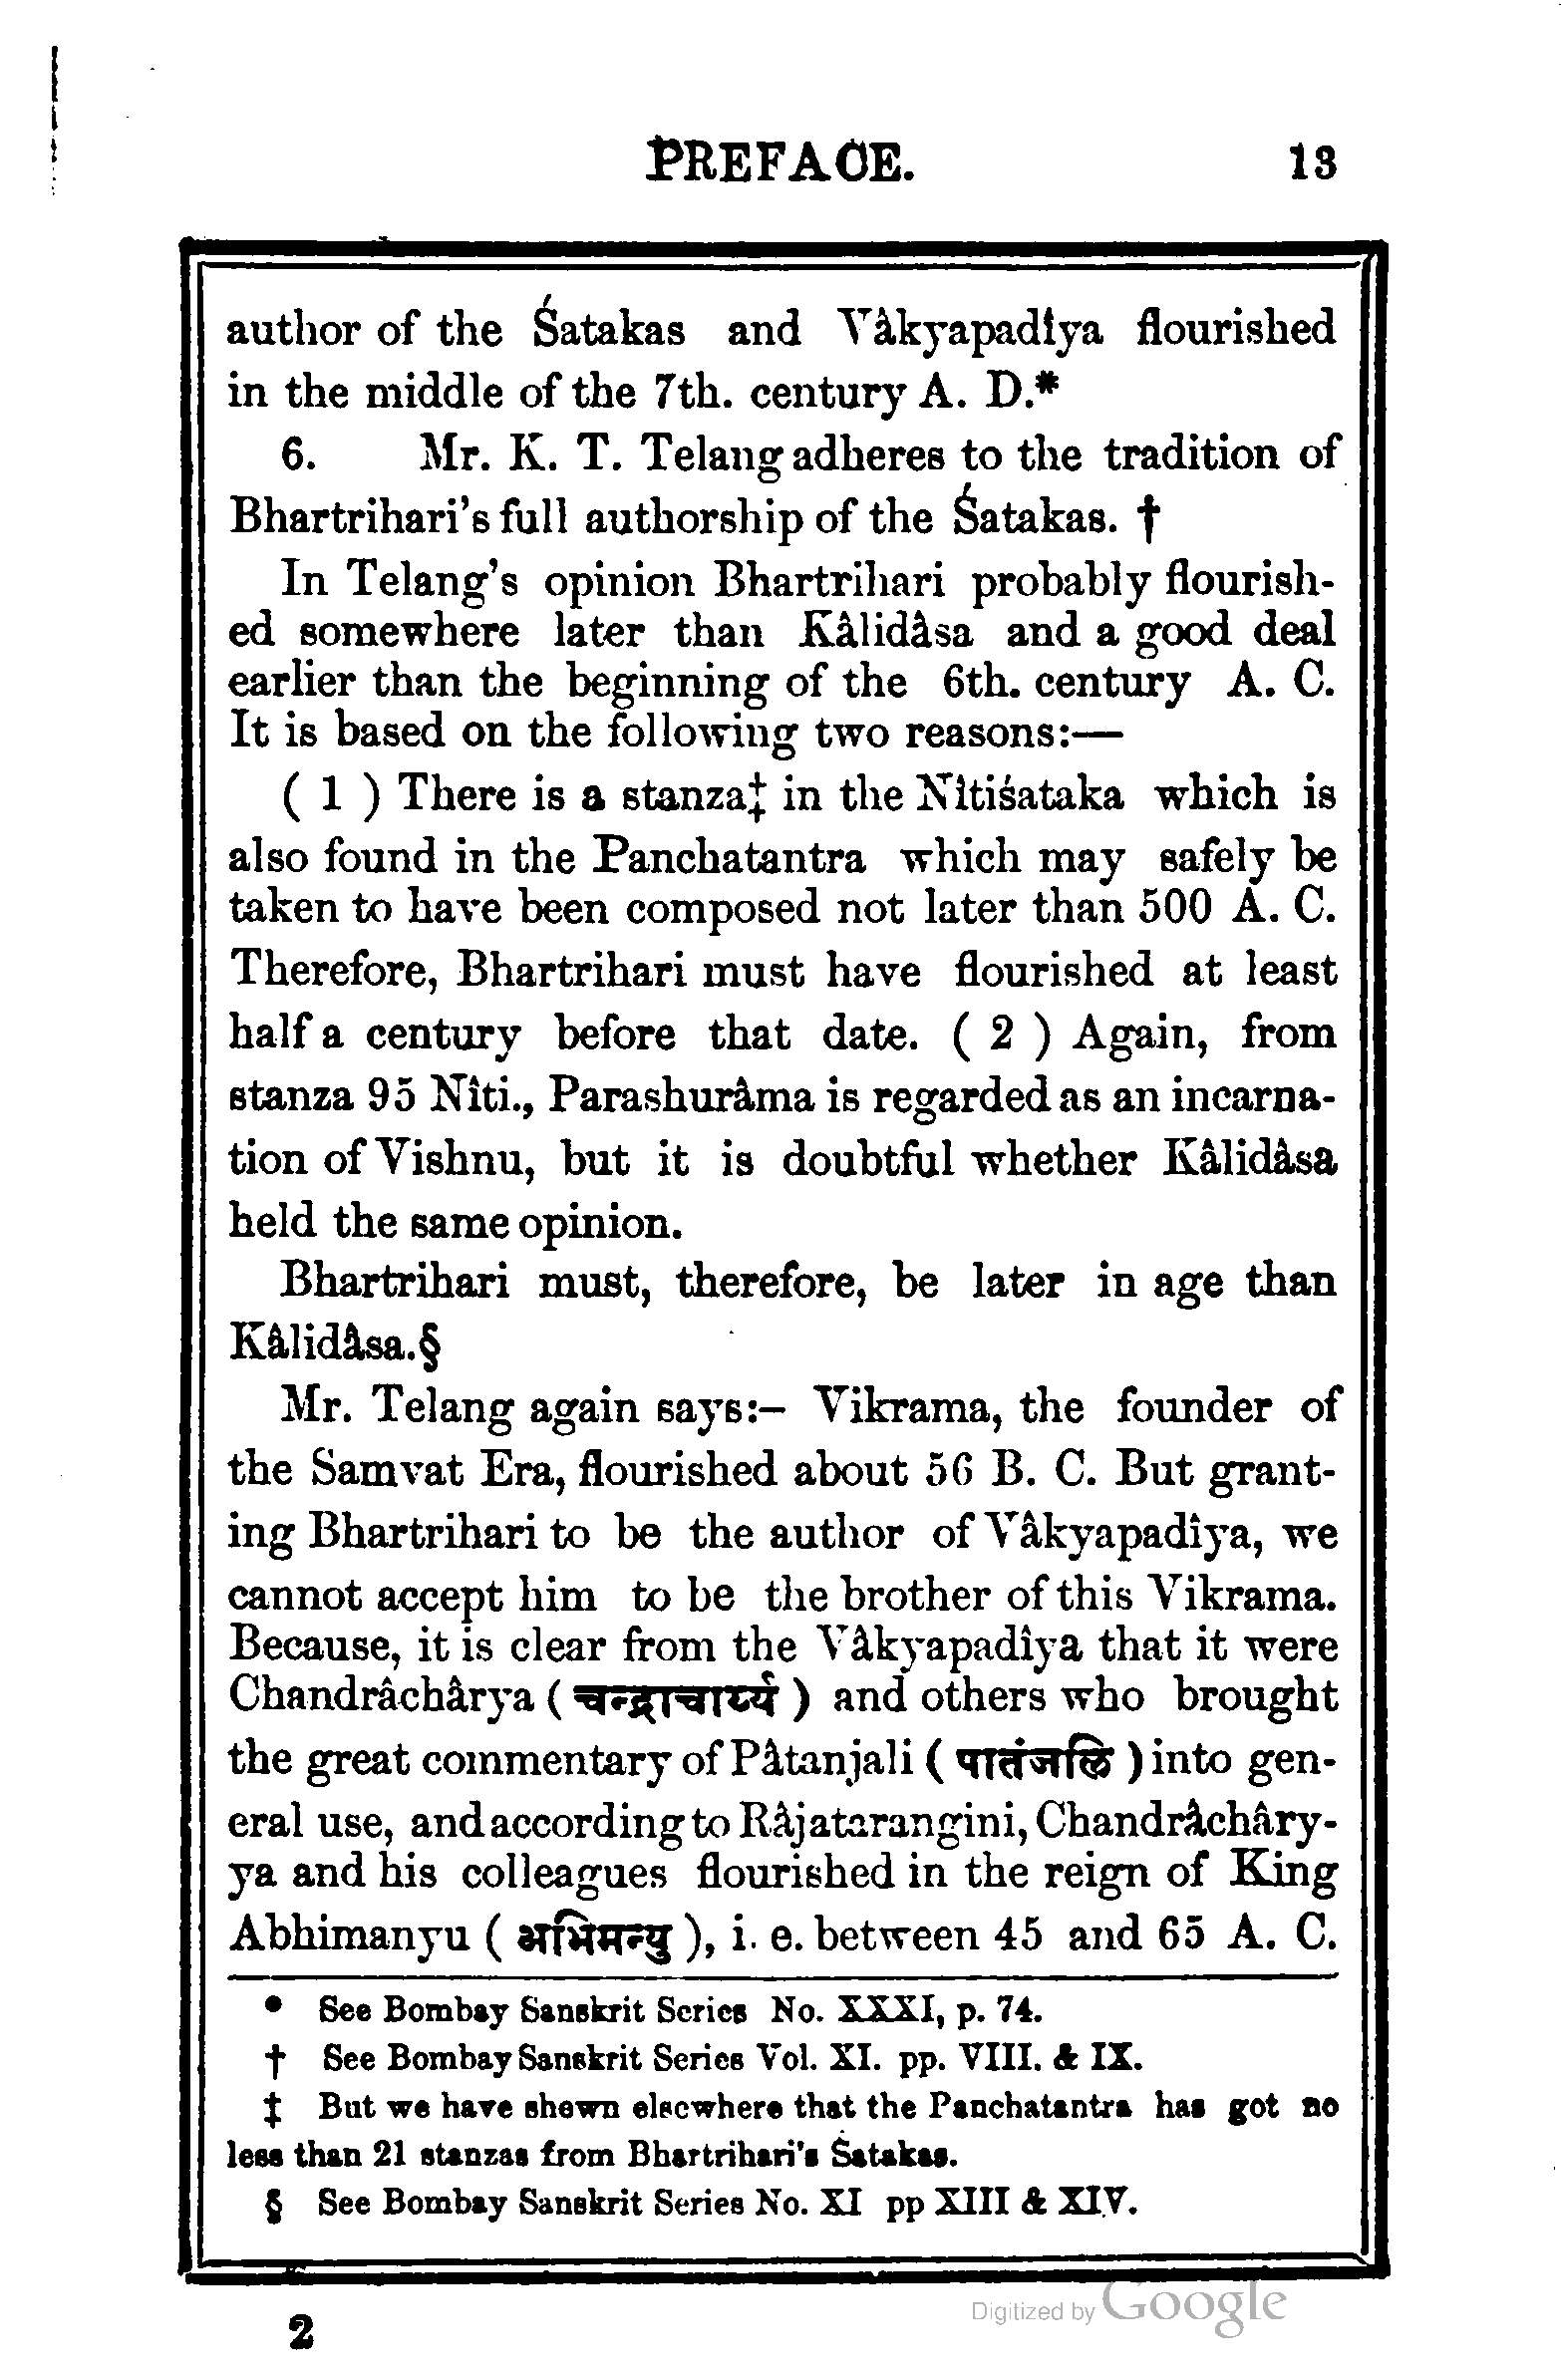 PREFACE. 13
author of the Śatakas and Vâkyapadîya flourished
in the middle of the 7th. century A. D.*
6. Mr. K. T. Telang adheres to the tradition of
Bhartrihari's full authorship of the Śatakas. †
In Telang's opinion Bhartrihari probably flourish-
ed somewhere later than Kâlidâsa and a good deal
earlier than the beginning of the 6th. century A. C.
It is based on the following two reasons:—
( 1 ) There is a stanza‡ in the Nîtiśataka which is
also found in the Panchatantra which may safely be
taken to have been composed not later than 500 A. C.
Therefore, Bhartrihari must have flourished at least
half a century before that date. ( 2 ) Again, from
stanza 95 Nîti., Parashurâma is regarded as an incarna-
tion of Vishnu, but it is doubtful whether Kâlidâsa
held the same opinion.
Bhartrihari must, therefore, be later in age than
Kâlidâsa.§
Mr. Telang again says:– Vikrama, the founder of
the Samvat Era, flourished about 56 B. C. But grant-
ing Bhartrihari to be the author of Vâkyapadîya, we
cannot accept him to be the brother of this Vikrama.
Because, it is clear from the Vâkyapadîya that it were
Chandrâchârya ( चन्द्राचार्य्य ) and others who brought
the great commentary of Pâtanjali ( पातंजलि ) into gen-
eral use, and according to Râjatarangini, Chandrâchâry-
ya and his colleagues flourished in the reign of King
Abhimanyu ( अभिमन्यु ), i. e. between 45 and 65 A. C.
* See Bombay Sanskrit Series No. XXXI, p. 74.
† See Bombay Sanskrit Series Vol. XI. pp. VIII. & IX.
‡ But we have shewn elsewhere that the Panchatantra has got no
less than 21 stanzas from Bhartrihari's Śatakas.
§ See Bombay Sanskrit Series No. XI pp XIII & XIV.
2
Digitized by Google